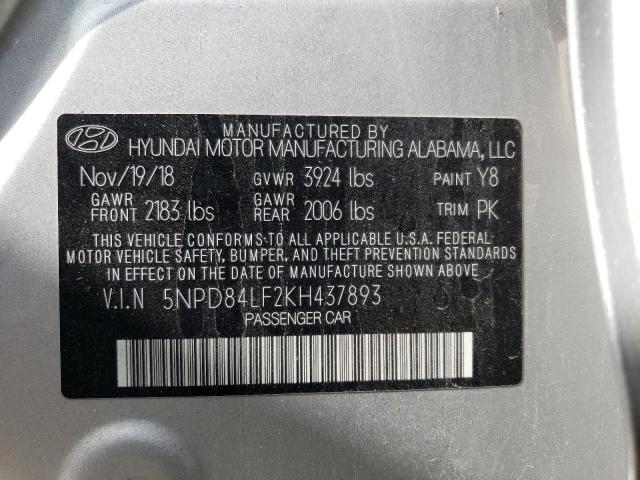 MANUFACTURED BY
HYUNDAI MOTOR MANUFACTURING ALABAMA, LLC
Nov/19/18 GVWR 3924 lbs PAINT Y8
GAWR FRONT 2183 lbs GAWR REAR 2006 lbs TRIM PK
THIS VEHICLE CONFORMS TO ALL APPLICABLE U.S.A. FEDERAL
MOTOR VEHICLE SAFETY, BUMPER, AND THEFT PREVENTION STANDARDS
IN EFFECT ON THE DATE OF MANUFACTURE SHOWN ABOVE.
V.I.N 5NPD84LF2KH437893
PASSENGER CAR